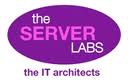 the
SERVER
LABS
the IT architects